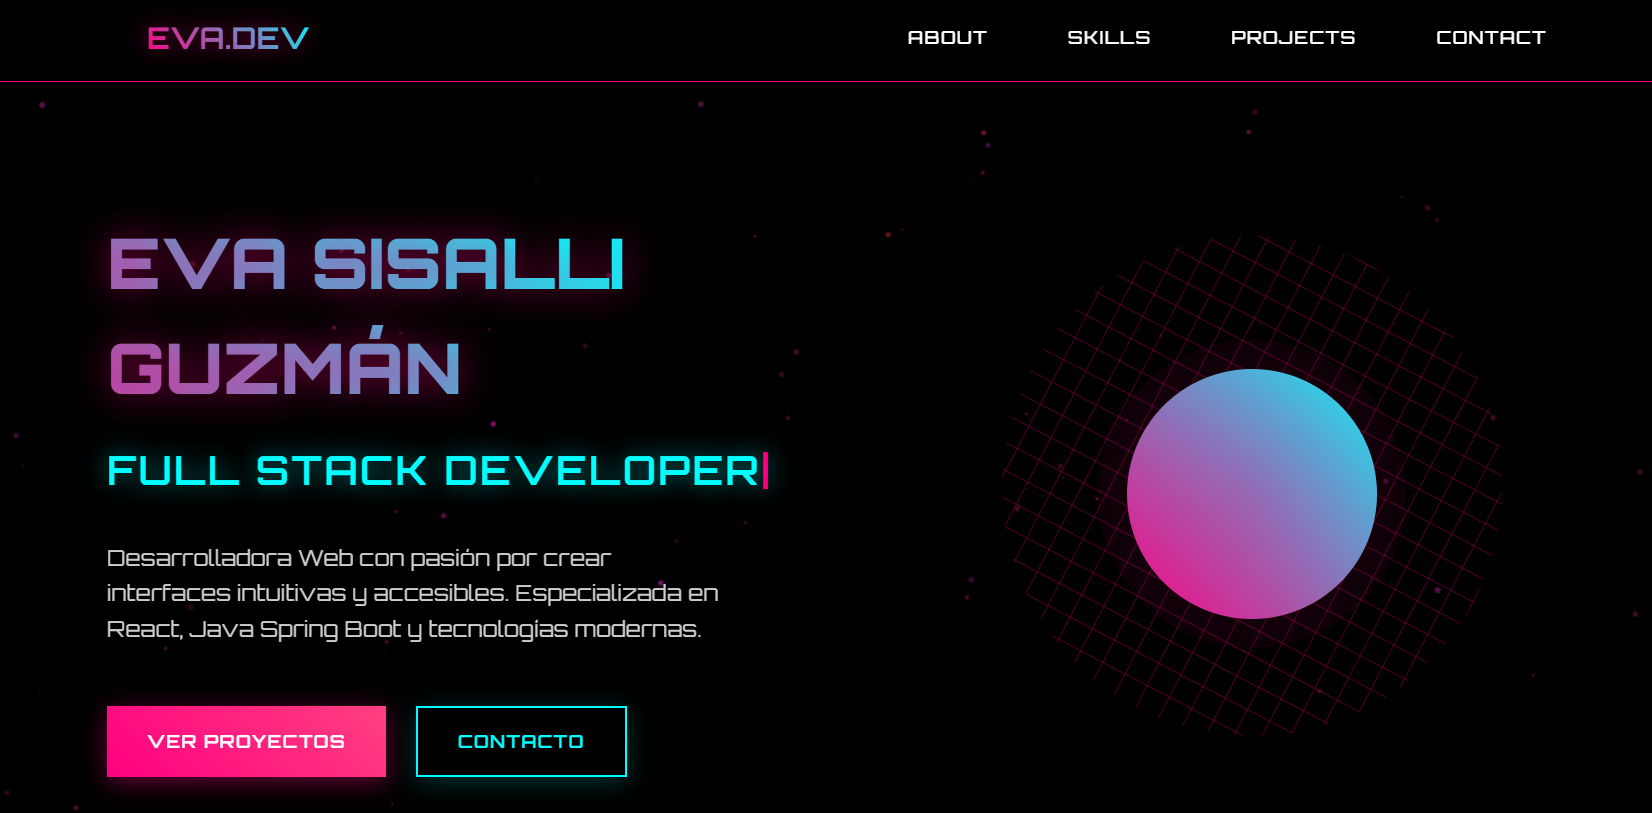 EVA.DEV
ABOUT SKILLS PROJECTS CONTACT
EVA SISALLI
GUZMÁN
FULL STACK DEVELOPER
Desarrolladora Web con pasión por crear
interfaces intuitivas y accesibles. Especializada en
React, Java Spring Boot y tecnologías modernas.
VER PROYECTOS
CONTACTO